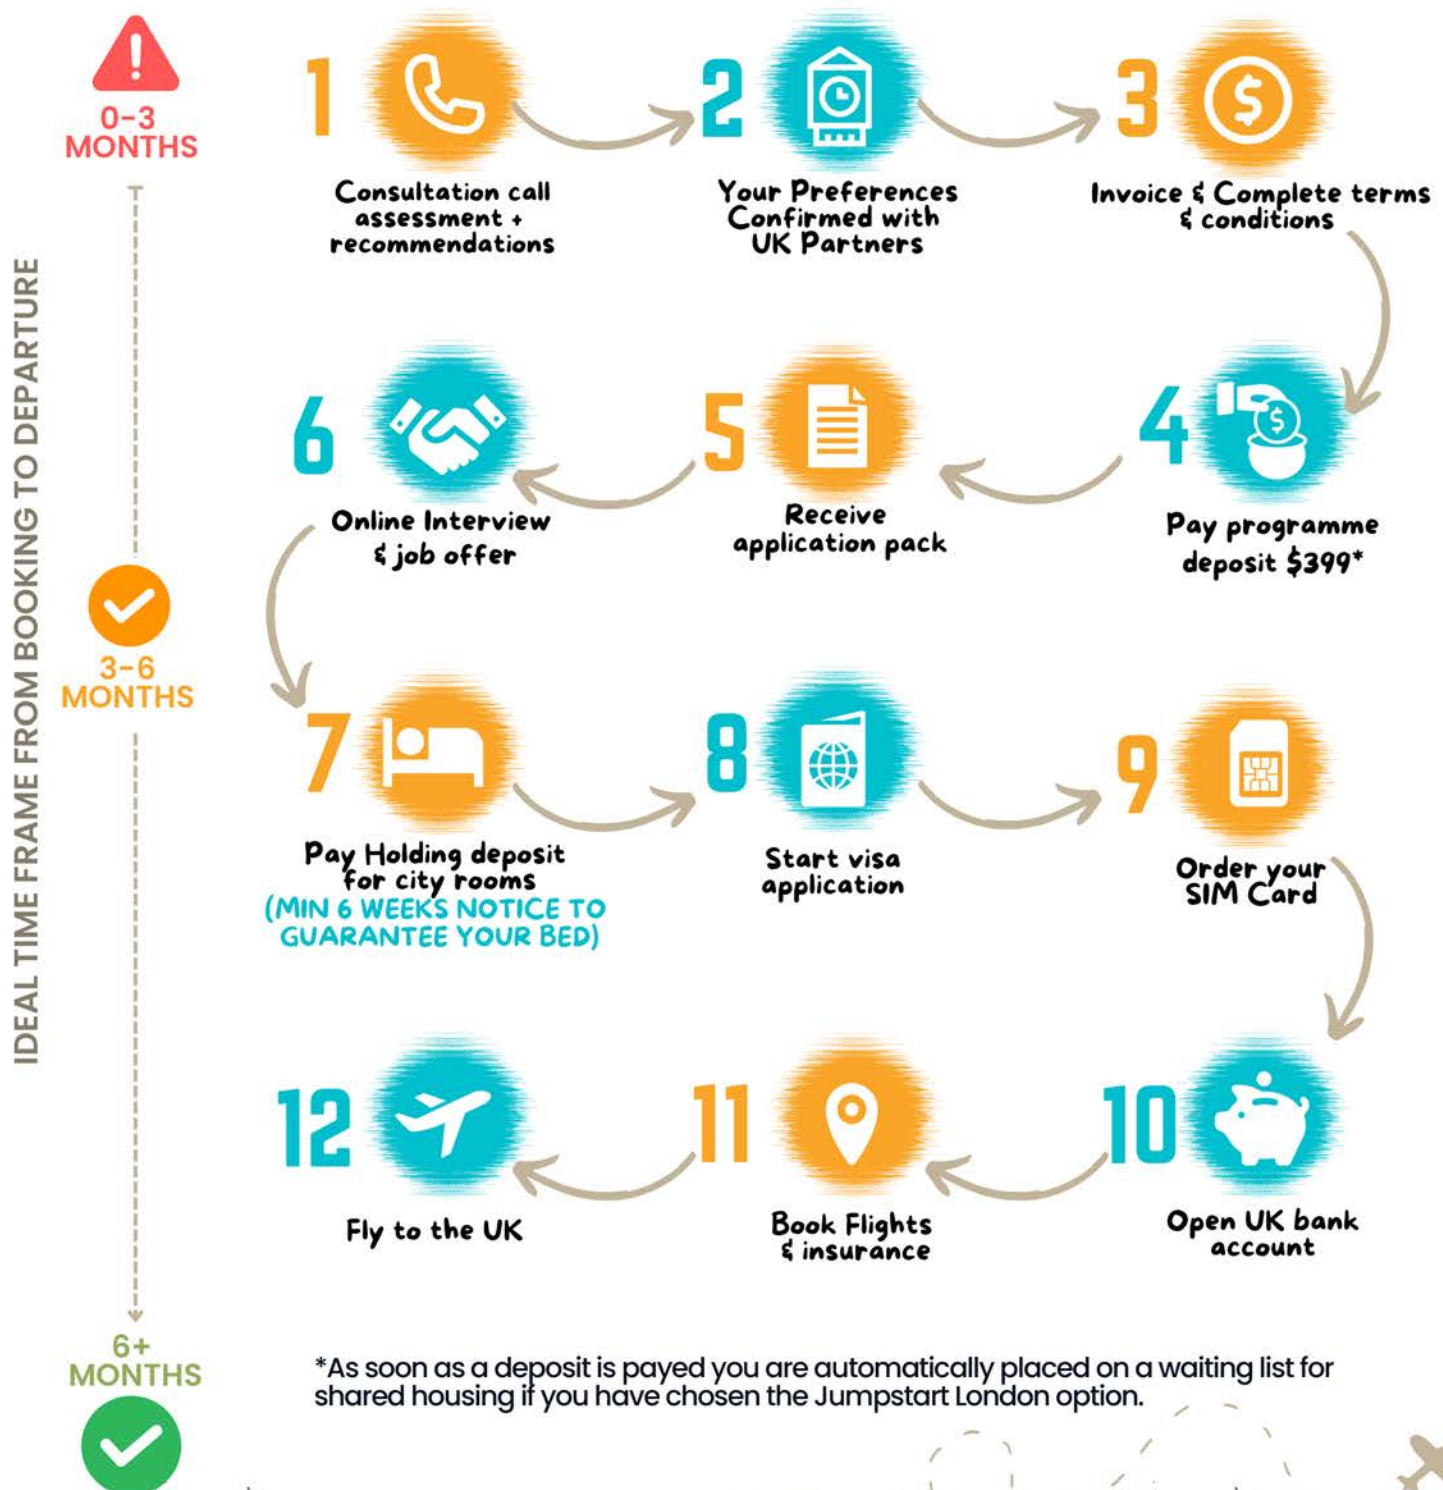 IDEAL TIME FRAME FROM BOOKING TO DEPARTURE
0-3
MONTHS
3-6
MONTHS
6+
MONTHS
1
Consultation call
assessment +
recommendations
2
Your Preferences
Confirmed with
UK Partners
3
Invoice & Complete terms
& conditions
4
Pay programme
deposit $399*
5
Receive
application pack
6
Online Interview
& job offer
7
Pay Holding deposit
for city rooms
(MIN 6 WEEKS NOTICE TO
GUARANTEE YOUR BED)
8
Start visa
application
9
Order your
SIM Card
10
Open UK bank
account
11
Book Flights
& insurance
12
Fly to the UK
*As soon as a deposit is payed you are automatically placed on a waiting list for
shared housing if you have chosen the Jumpstart London option.